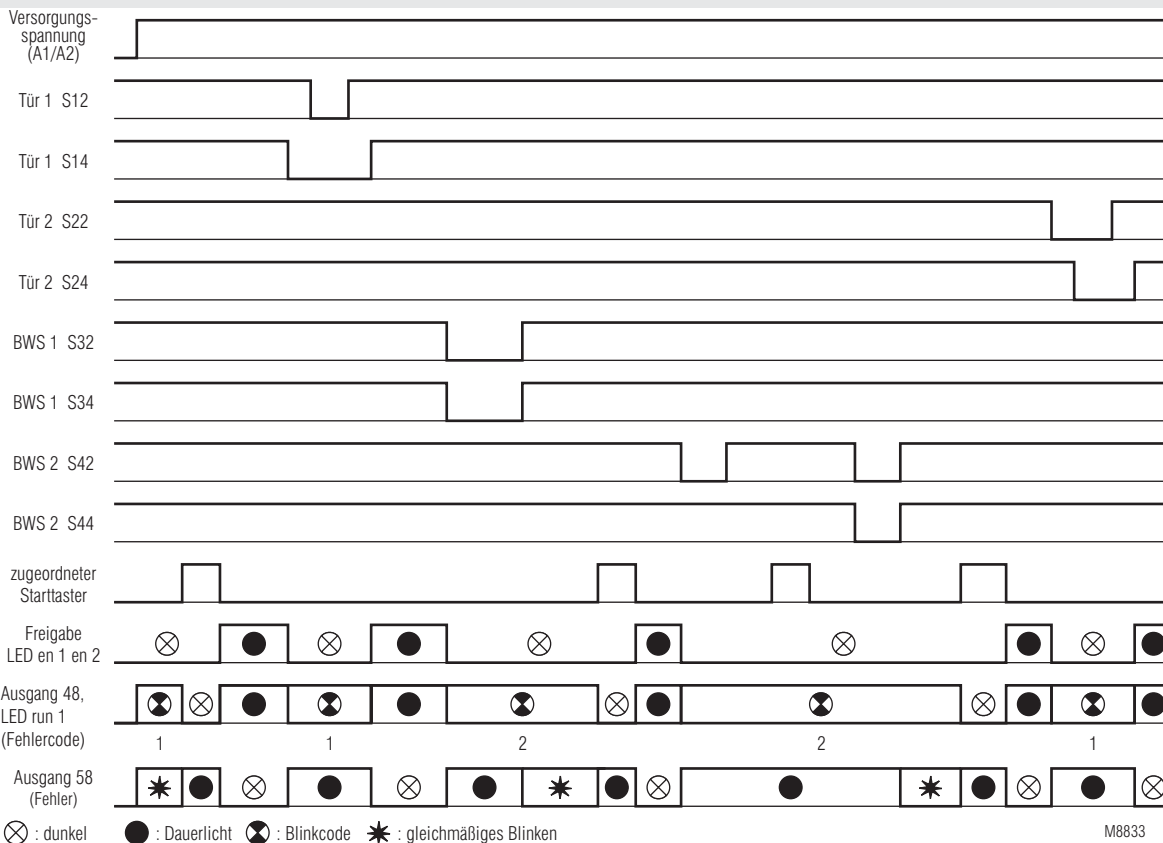 Versorgungs-
spannung
(A1/A2)
Tür 1 S12
Tür 1 S14
Tür 2 S22
Tür 2 S24
BWS 1 S32
BWS 1 S34
BWS 2 S42
BWS 2 S44
zugeordneter
Starttaster
Freigabe
LED en 1 en 2
Ausgang 48,
LED run 1
(Fehlercode)
1 1 2 2 1
Ausgang 58
(Fehler)
: dunkel : Dauerlicht : Blinkcode : gleichmäßiges Blinken
M8833